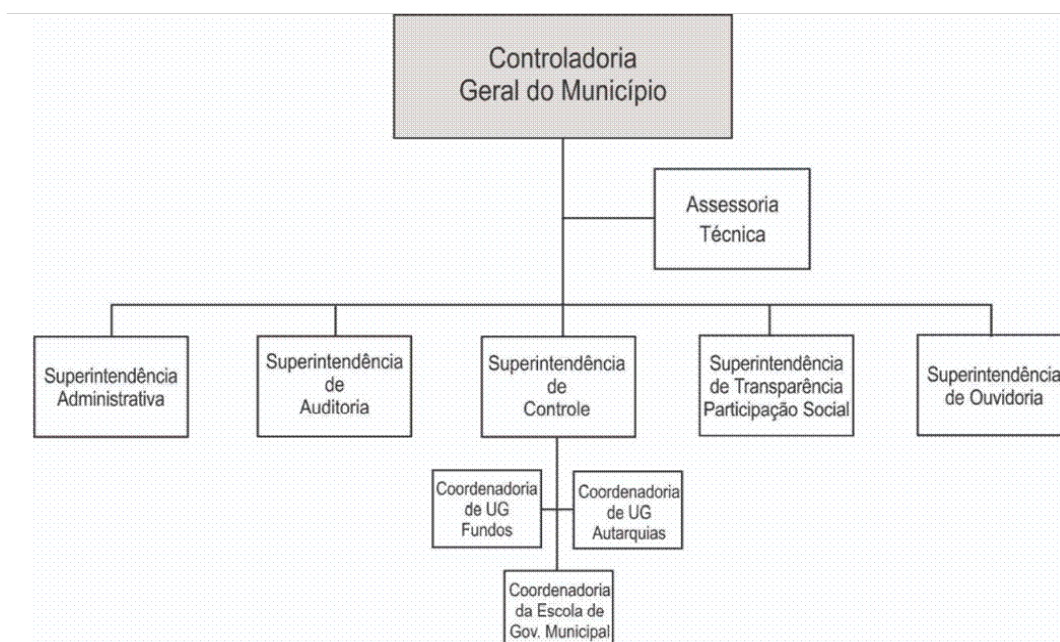 Controladoria
Geral do Município
Assessoria
Técnica
Superintendência
Administrativa
Superintendência
de
Auditoria
Superintendência
de
Controle
Superintendência
de Transparência
Participação Social
Superintendência
de Ouvidoria
Coordenadoria
de UG
Fundos
Coordenadoria
de UG
Autarquias
Coordenadoria
da Escola de
Gov. Municipal